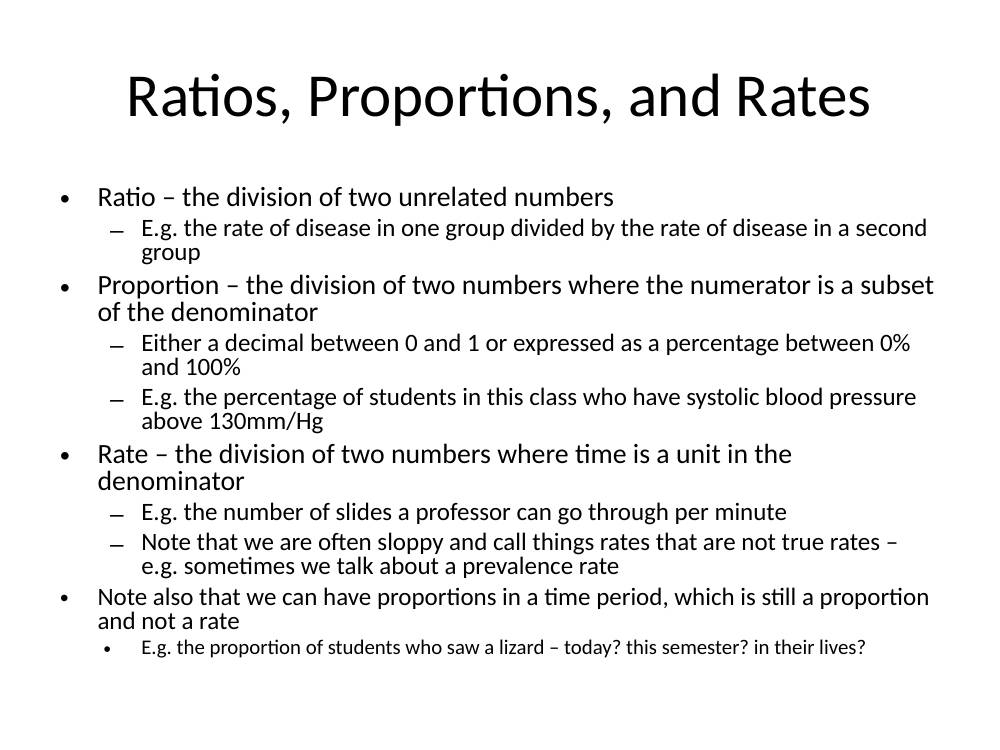 Ratios, Proportions, and Rates
• Ratio – the division of two unrelated numbers
– E.g. the rate of disease in one group divided by the rate of disease in a second
group
• Proportion – the division of two numbers where the numerator is a subset
of the denominator
– Either a decimal between 0 and 1 or expressed as a percentage between 0%
and 100%
– E.g. the percentage of students in this class who have systolic blood pressure
above 130mm/Hg
• Rate – the division of two numbers where time is a unit in the
denominator
– E.g. the number of slides a professor can go through per minute
– Note that we are often sloppy and call things rates that are not true rates –
e.g. sometimes we talk about a prevalence rate
• Note also that we can have proportions in a time period, which is still a proportion
and not a rate
• E.g. the proportion of students who saw a lizard – today? this semester? in their lives?